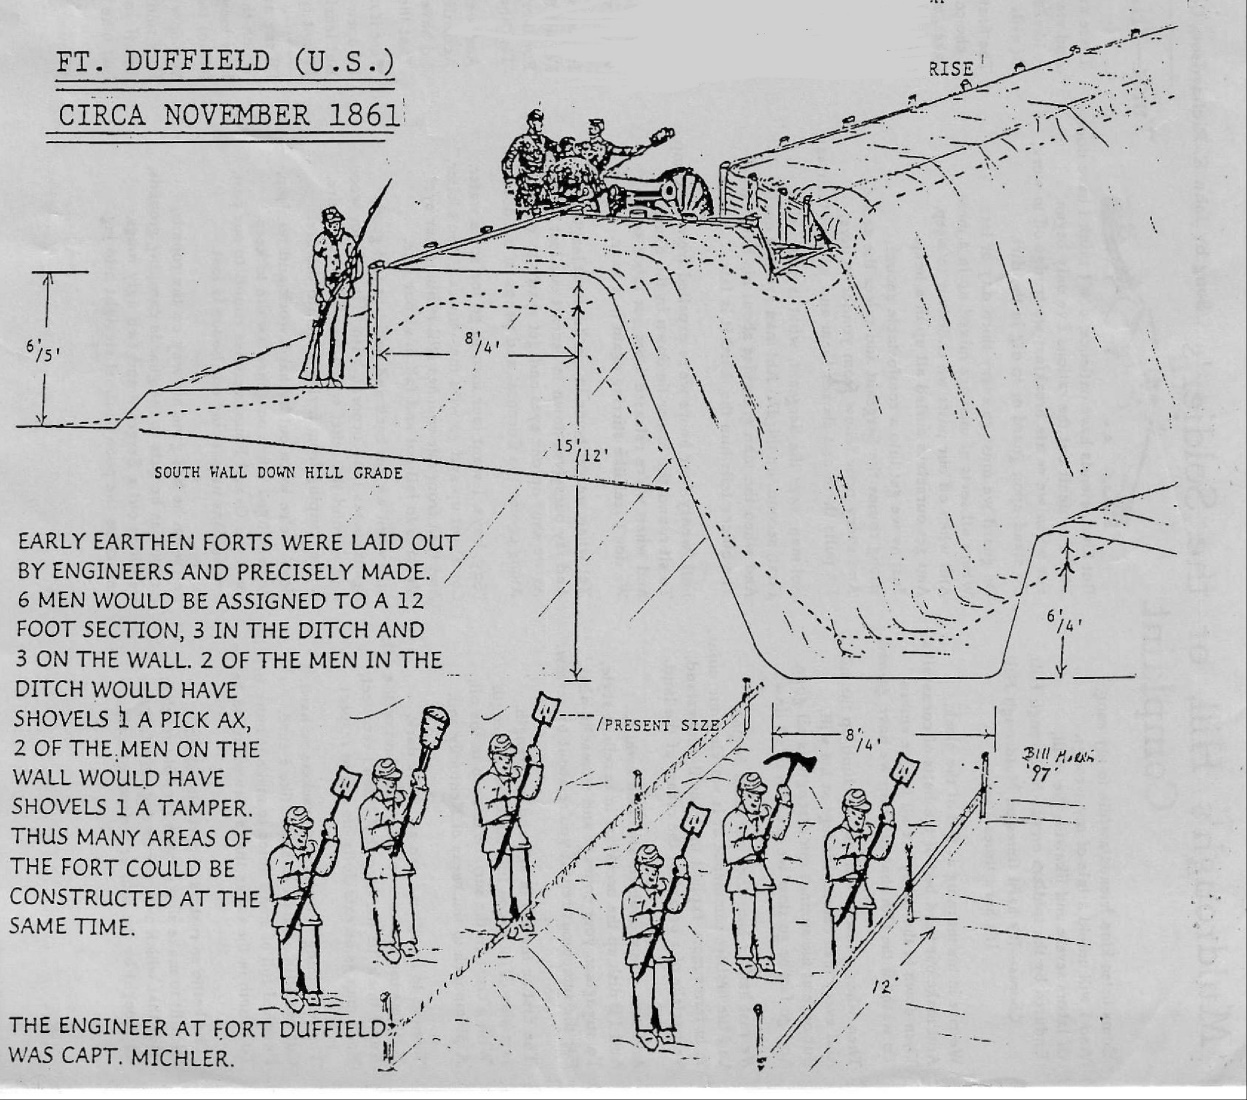 FT. DUFFIELD (U.S.)
CIRCA NOVEMBER 1861
RISE
6'/5'
8'/4'
15'/12'
SOUTH WALL DOWN HILL GRADE
6'/4'
EARLY EARTHEN FORTS WERE LAID OUT
BY ENGINEERS AND PRECISELY MADE.
6 MEN WOULD BE ASSIGNED TO A 12
FOOT SECTION, 3 IN THE DITCH AND
3 ON THE WALL. 2 OF THE MEN IN THE
DITCH WOULD HAVE
SHOVELS 1 A PICK AX,
2 OF THE MEN ON THE
WALL WOULD HAVE
SHOVELS 1 A TAMPER.
THUS MANY AREAS OF
THE FORT COULD BE
CONSTRUCTED AT THE
SAME TIME.
----/PRESENT SIZE
8'/4'
Bill
'97'
12'
THE ENGINEER AT FORT DUFFIELD
WAS CAPT. MICHLER.